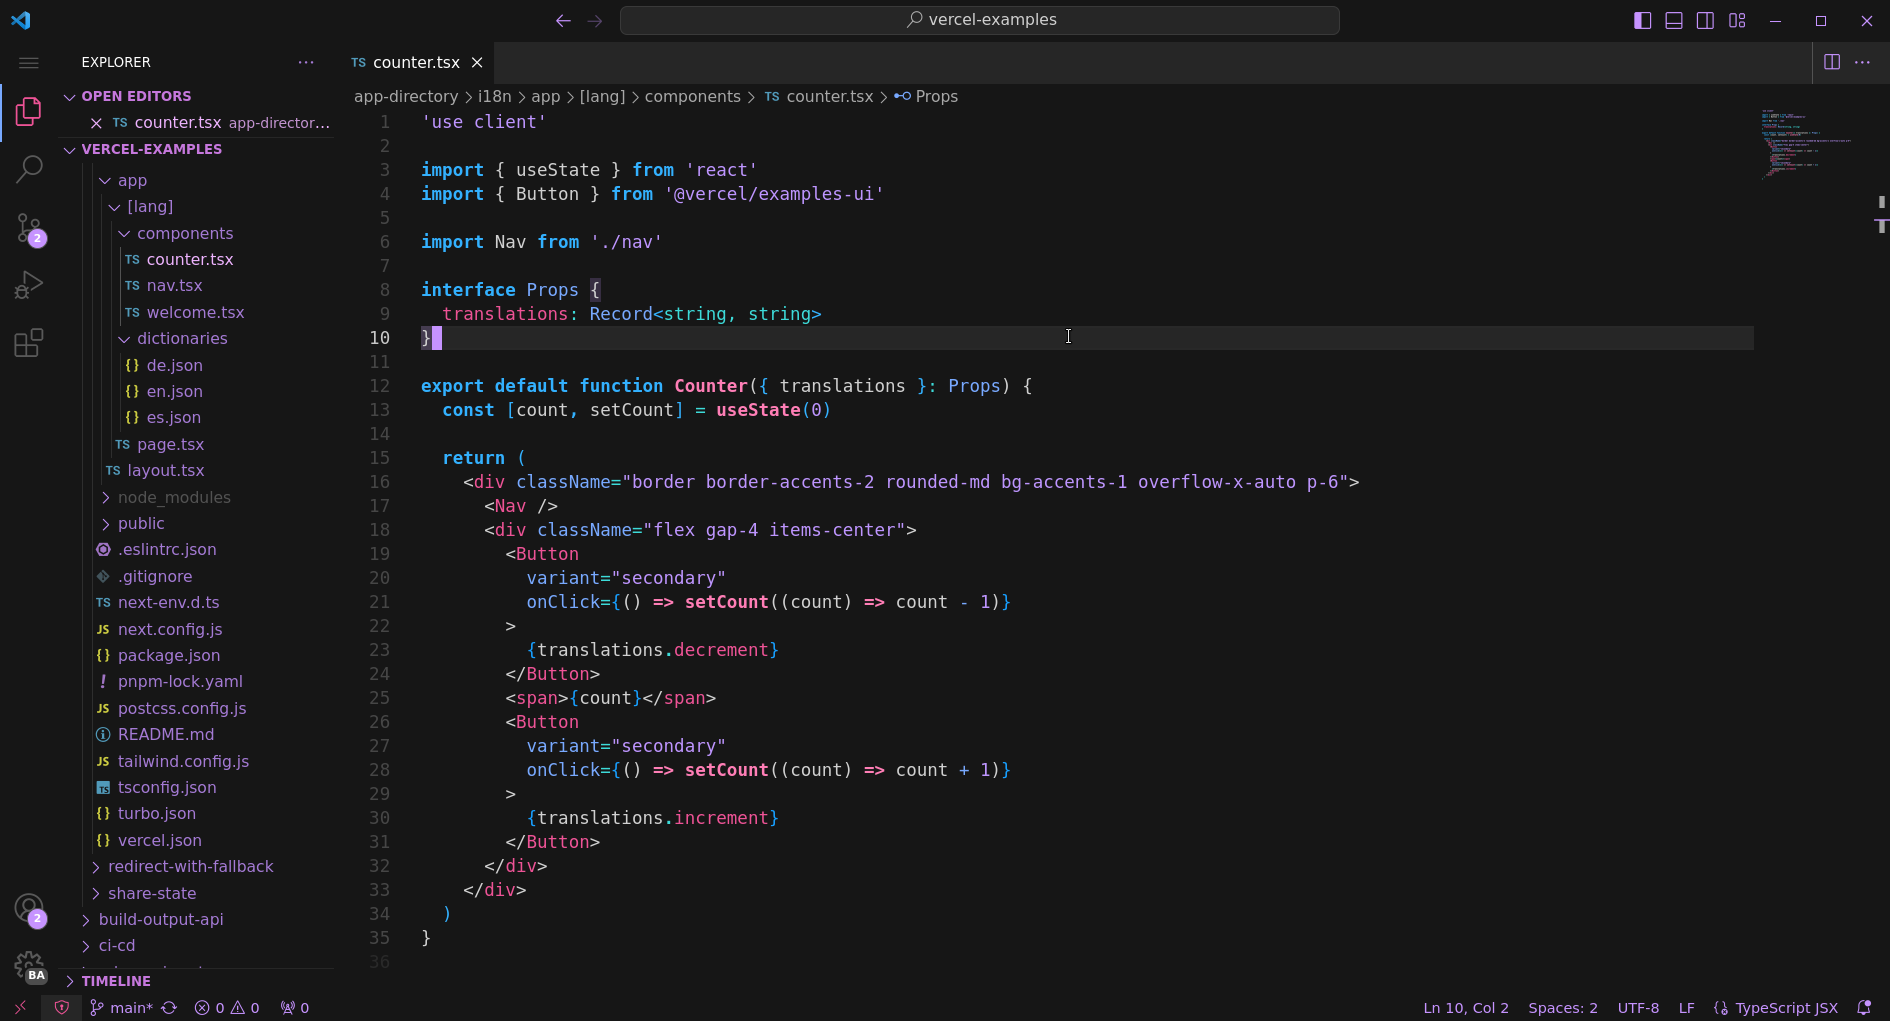 vercel-examples
EXPLORER
OPEN EDITORS
TS counter.tsx app-director...
VERCEL-EXAMPLES
app
[lang]
components
TS counter.tsx
TS nav.tsx
TS welcome.tsx
dictionaries
{} de.json
{} en.json
{} es.json
TS page.tsx
TS layout.tsx
node_modules
public
.eslintrc.json
.gitignore
TS next-env.d.ts
JS next.config.js
{} package.json
! pnpm-lock.yaml
JS postcss.config.js
README.md
JS tailwind.config.js
TS tsconfig.json
{} turbo.json
{} vercel.json
redirect-with-fallback
share-state
build-output-api
ci-cd
TIMELINE
2
2
BA
TS counter.tsx
app-directory > i18n > app > [lang] > components > TS counter.tsx > Props
1 'use client'
2
3 import { useState } from 'react'
4 import { Button } from '@vercel/examples-ui'
5
6 import Nav from './nav'
7
8 interface Props {
9   translations: Record<string, string>
10 }
11
12 export default function Counter({ translations }: Props) {
13   const [count, setCount] = useState(0)
14
15   return (
16     <div className="border border-accents-2 rounded-md bg-accents-1 overflow-x-auto p-6">
17       <Nav />
18       <div className="flex gap-4 items-center">
19         <Button
20           variant="secondary"
21           onClick={() => setCount((count) => count - 1)}
22         >
23           {translations.decrement}
24         </Button>
25         <span>{count}</span>
26         <Button
27           variant="secondary"
28           onClick={() => setCount((count) => count + 1)}
29         >
30           {translations.increment}
31         </Button>
32       </div>
33     </div>
34   )
35 }
36
main* 0 0 0
Ln 10, Col 2 Spaces: 2 UTF-8 LF {} TypeScript JSX